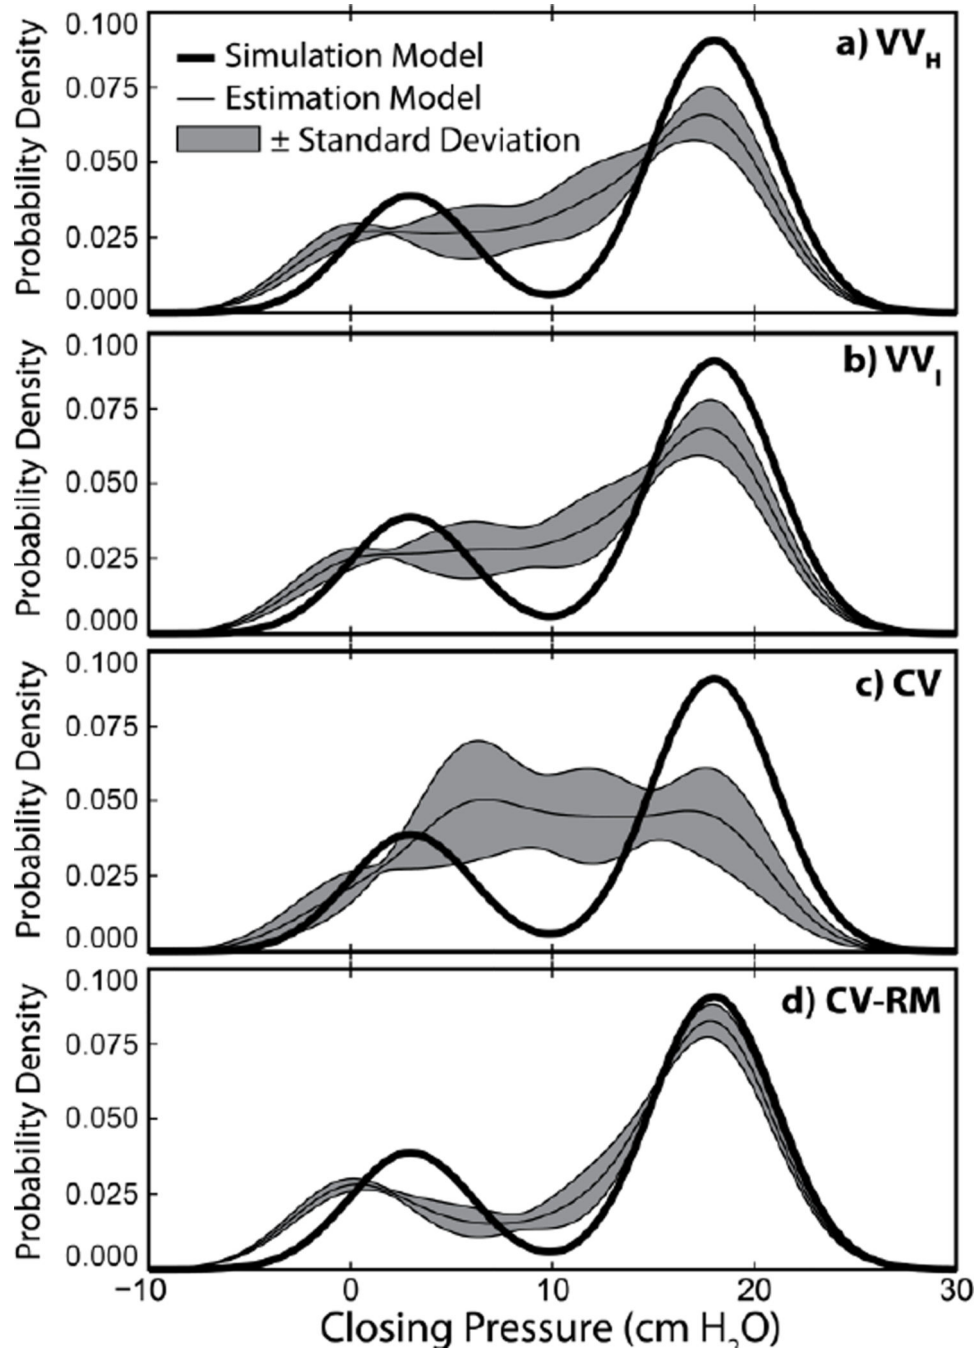 0.100
a) VV_H
Simulation Model
Estimation Model
± Standard Deviation
0.075
0.050
0.025
0.000
Probability Density
0.100
b) VV_I
0.075
0.050
0.025
0.000
Probability Density
0.100
c) CV
0.075
0.050
0.025
0.000
Probability Density
0.100
d) CV-RM
0.075
0.050
0.025
0.000
Probability Density
−10 0 10 20 30
Closing Pressure (cm H₂O)